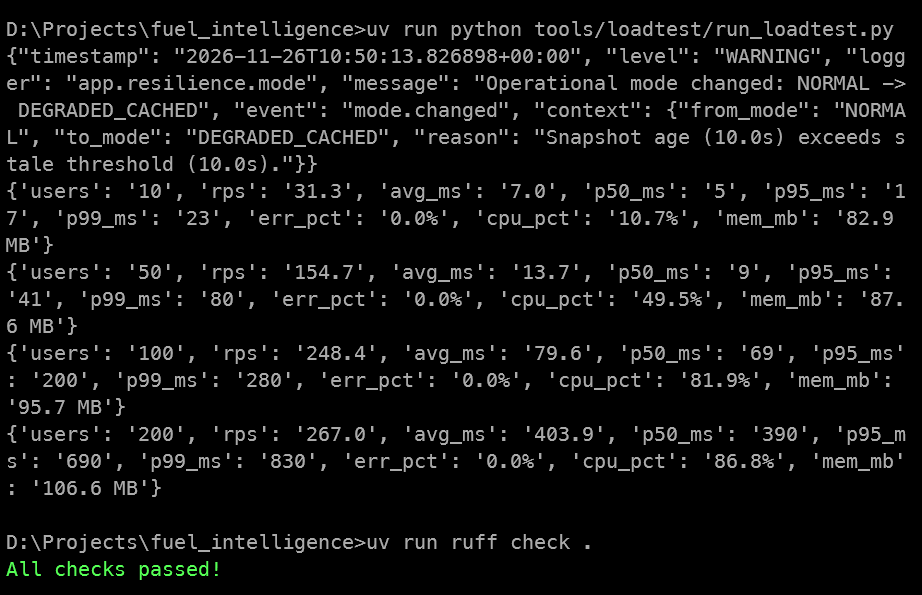 D:\Projects\fuel_intelligence>uv run python tools/loadtest/run_loadtest.py
{"timestamp": "2026-11-26T10:50:13.826898+00:00", "level": "WARNING", "logg
er": "app.resilience.mode", "message": "Operational mode changed: NORMAL —>
 DEGRADED_CACHED", "event": "mode.changed", "context": {"from_mode": "NORMA
L", "to_mode": "DEGRADED_CACHED", "reason": "Snapshot age (10.0s) exceeds s
tale threshold (10.0s)."}}
{'users': '10', 'rps': '31.3', 'avg_ms': '7.0', 'p50_ms': '5', 'p95_ms': '1
7', 'p99_ms': '23', 'err_pct': '0.0%', 'cpu_pct': '10.7%', 'mem_mb': '82.9 
MB'}
{'users': '50', 'rps': '154.7', 'avg_ms': '13.7', 'p50_ms': '9', 'p95_ms': 
'41', 'p99_ms': '80', 'err_pct': '0.0%', 'cpu_pct': '49.5%', 'mem_mb': '87.
6 MB'}
{'users': '100', 'rps': '248.4', 'avg_ms': '79.6', 'p50_ms': '69', 'p95_ms'
: '200', 'p99_ms': '280', 'err_pct': '0.0%', 'cpu_pct': '81.9%', 'mem_mb': 
'95.7 MB'}
{'users': '200', 'rps': '267.0', 'avg_ms': '403.9', 'p50_ms': '390', 'p95_m
s': '690', 'p99_ms': '830', 'err_pct': '0.0%', 'cpu_pct': '86.8%', 'mem_mb'
: '106.6 MB'}
D:\Projects\fuel_intelligence>uv run ruff check .
All checks passed!